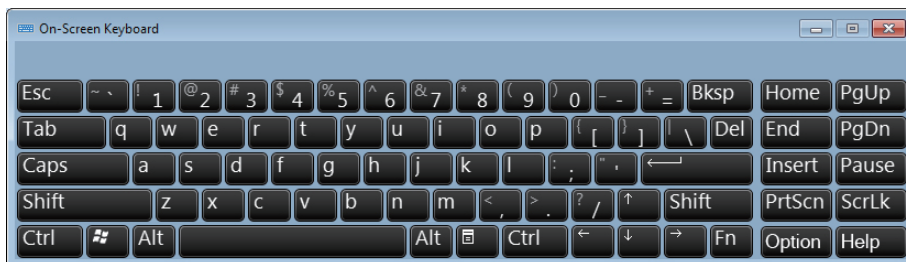 On-Screen Keyboard
Esc ~ ` ! 1 @ 2 # 3 $ 4 % 5 ^ 6 & 7 * 8 ( 9 ) 0 _ - + = Bksp Home PgUp
Tab q w e r t y u i o p { [ } ] | \ Del End PgDn
Caps a s d f g h j k l : ; " ' Insert Pause
Shift z x c v b n m < , > . ? / ↑ Shift PrtScn ScrLk
Ctrl Alt Alt Ctrl ← ↓ → Fn Option Help